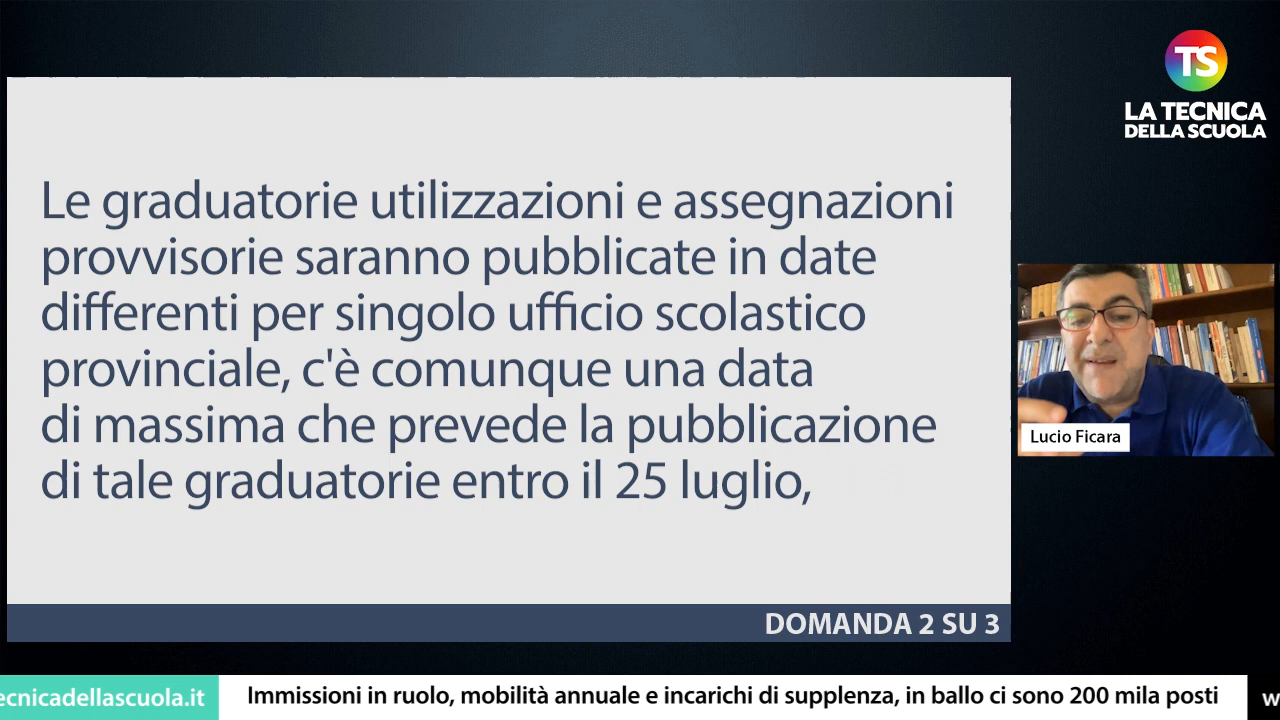 TS
LA TECNICA
DELLA SCUOLA
Le graduatorie utilizzazioni e assegnazioni
provvisorie saranno pubblicate in date
differenti per singolo ufficio scolastico
provinciale, c'è comunque una data
di massima che prevede la pubblicazione
di tale graduatorie entro il 25 luglio,
Lucio Ficara
DOMANDA 2 SU 3
ecnicadellascuola.it
Immissioni in ruolo, mobilità annuale e incarichi di supplenza, in ballo ci sono 200 mila posti
w